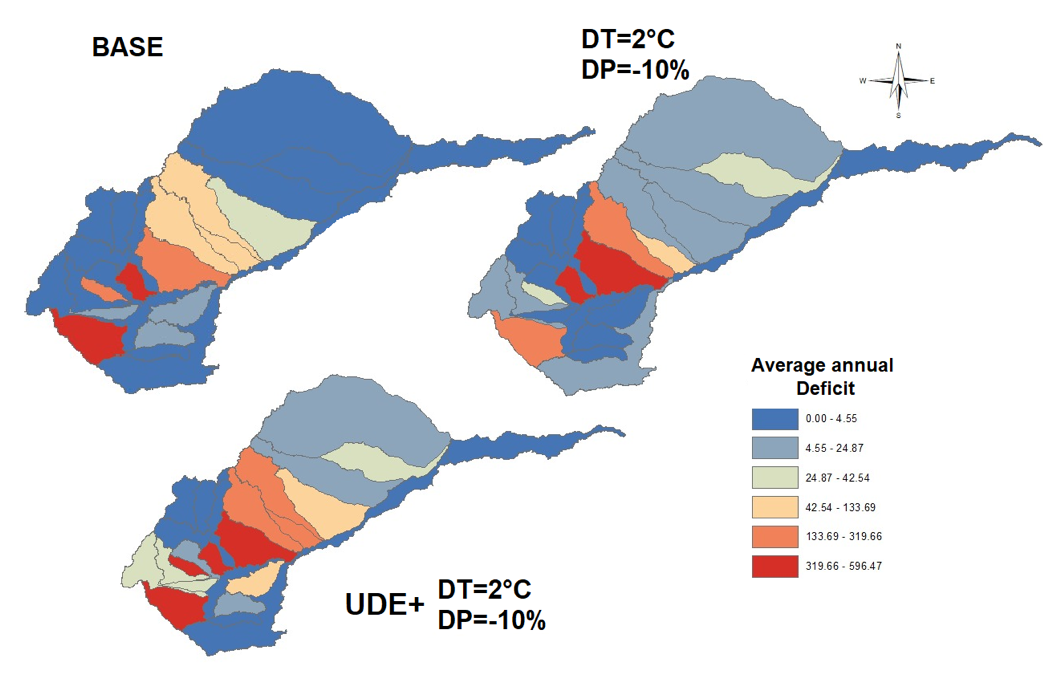 BASE
DT=2°C
DP=-10%
N
W
E
S
Average annual
Deficit
0.00 - 4.55
4.55 - 24.87
24.87 - 42.54
42.54 - 133.69
133.69 - 319.66
319.66 - 596.47
UDE+
DT=2°C
DP=-10%